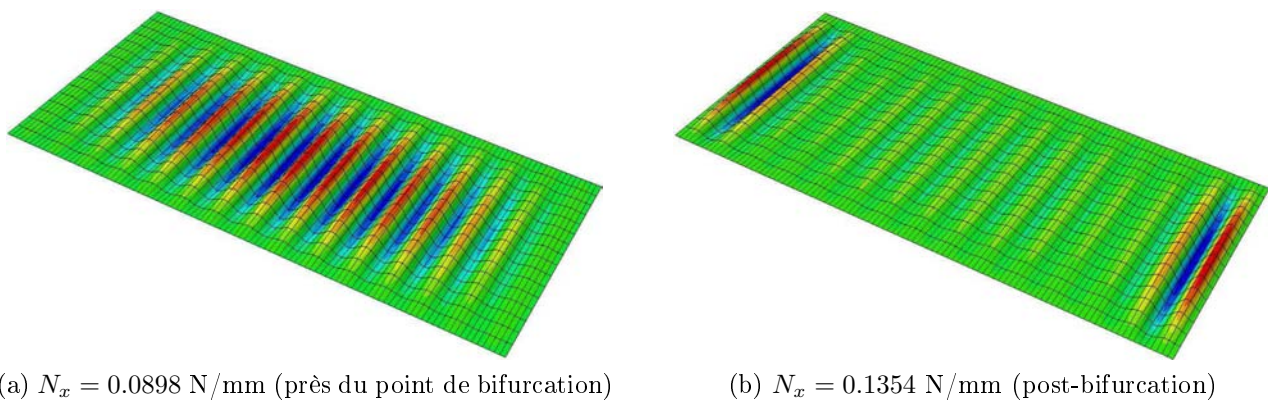 (a) N_x = 0.0898 N/mm (près du point de bifurcation)
(b) N_x = 0.1354 N/mm (post-bifurcation)